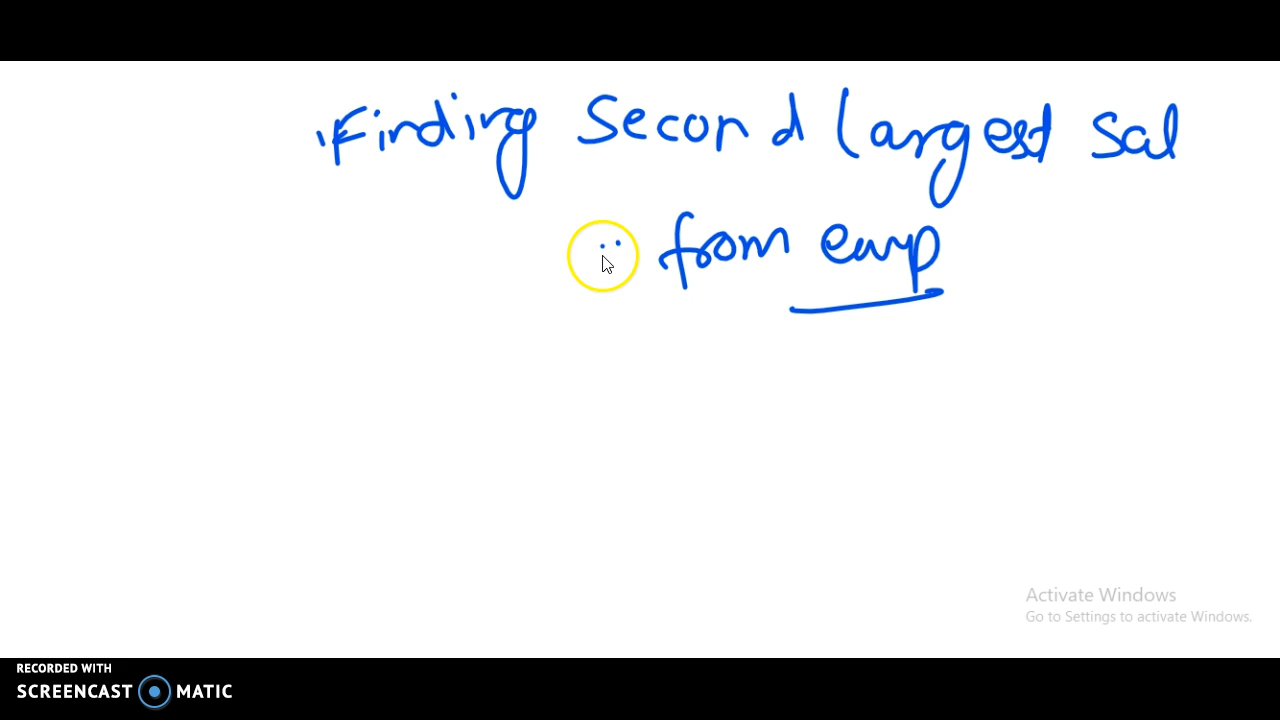 Finding Second largest Sal
from emp
Activate Windows
Go to Settings to activate Windows.
RECORDED WITH
SCREENCAST MATIC